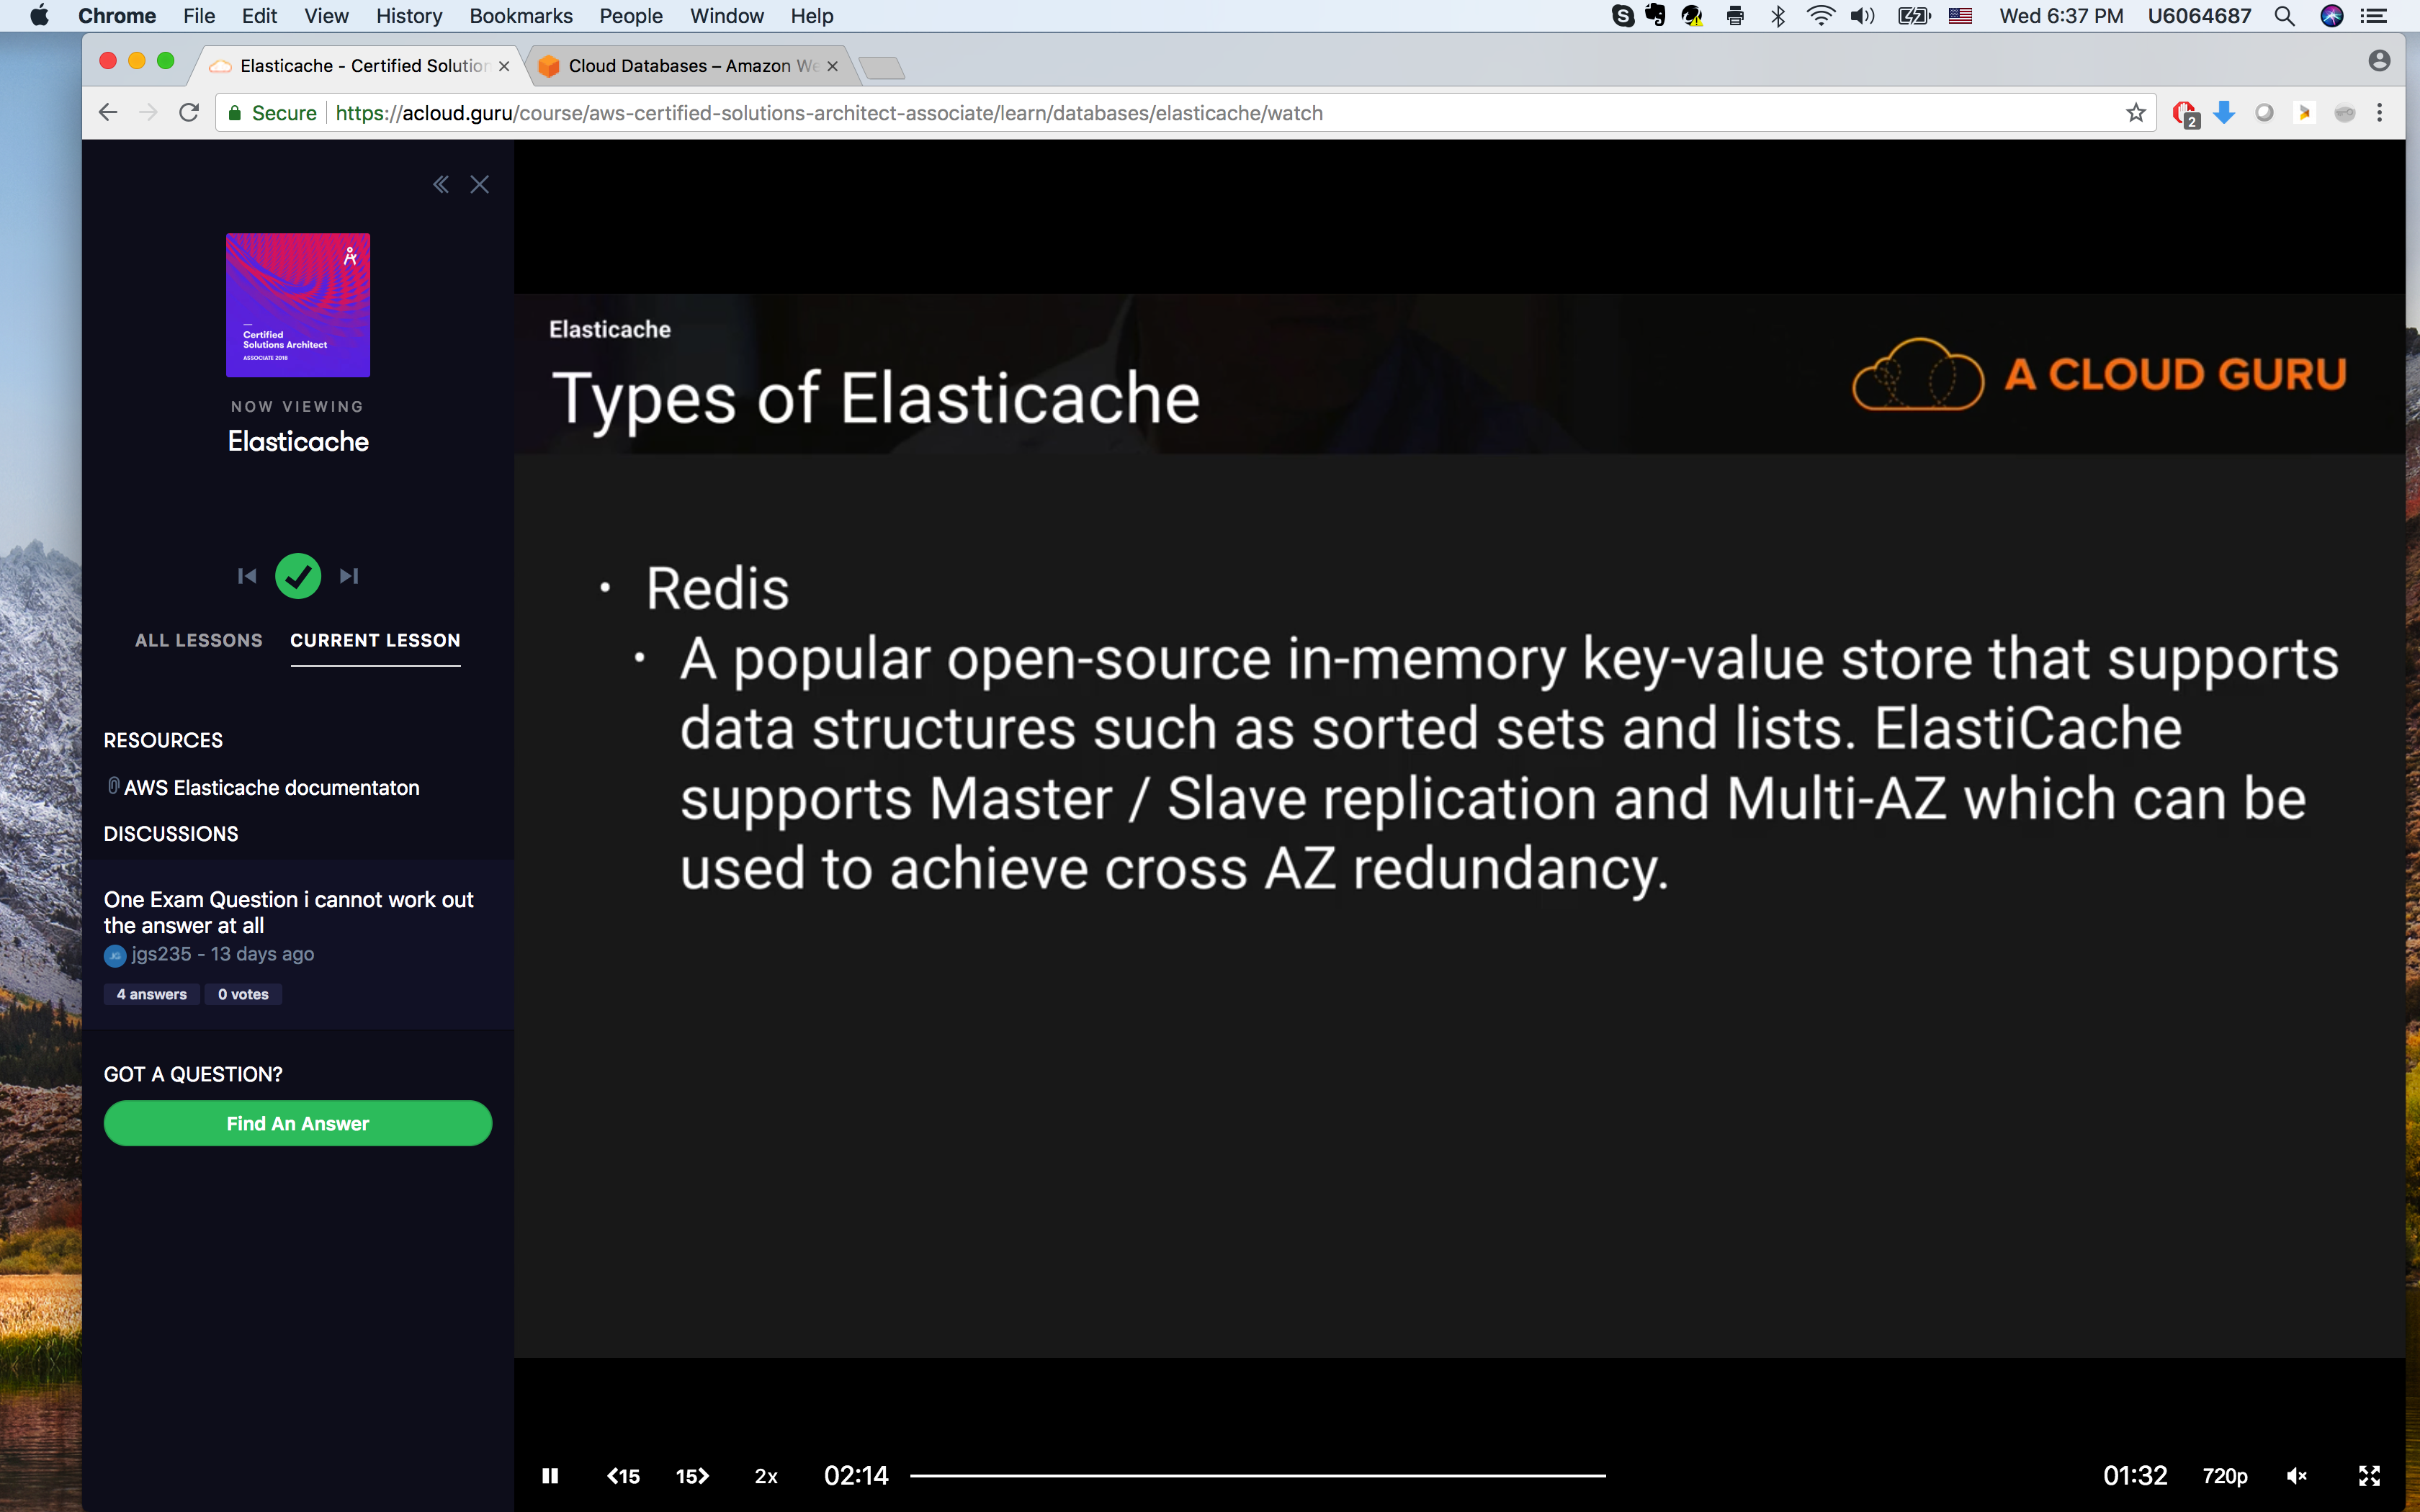 Chrome File Edit View History Bookmarks People Window Help
Wed 6:37 PM U6064687
Elasticache - Certified Solution
Cloud Databases – Amazon We
Secure https://acloud.guru/course/aws-certified-solutions-architect-associate/learn/databases/elasticache/watch
2
Certified
Solutions Architect
ASSOCIATE 2018
NOW VIEWING
Elasticache
ALL LESSONS CURRENT LESSON
RESOURCES
AWS Elasticache documentaton
DISCUSSIONS
One Exam Question i cannot work out
the answer at all
JG jgs235 - 13 days ago
4 answers 0 votes
GOT A QUESTION?
Find An Answer
Elasticache
Types of Elasticache
A CLOUD GURU
• Redis
• A popular open-source in-memory key-value store that supports
data structures such as sorted sets and lists. ElastiCache
supports Master / Slave replication and Multi-AZ which can be
used to achieve cross AZ redundancy.
15 15 2x 02:14 01:32 720p